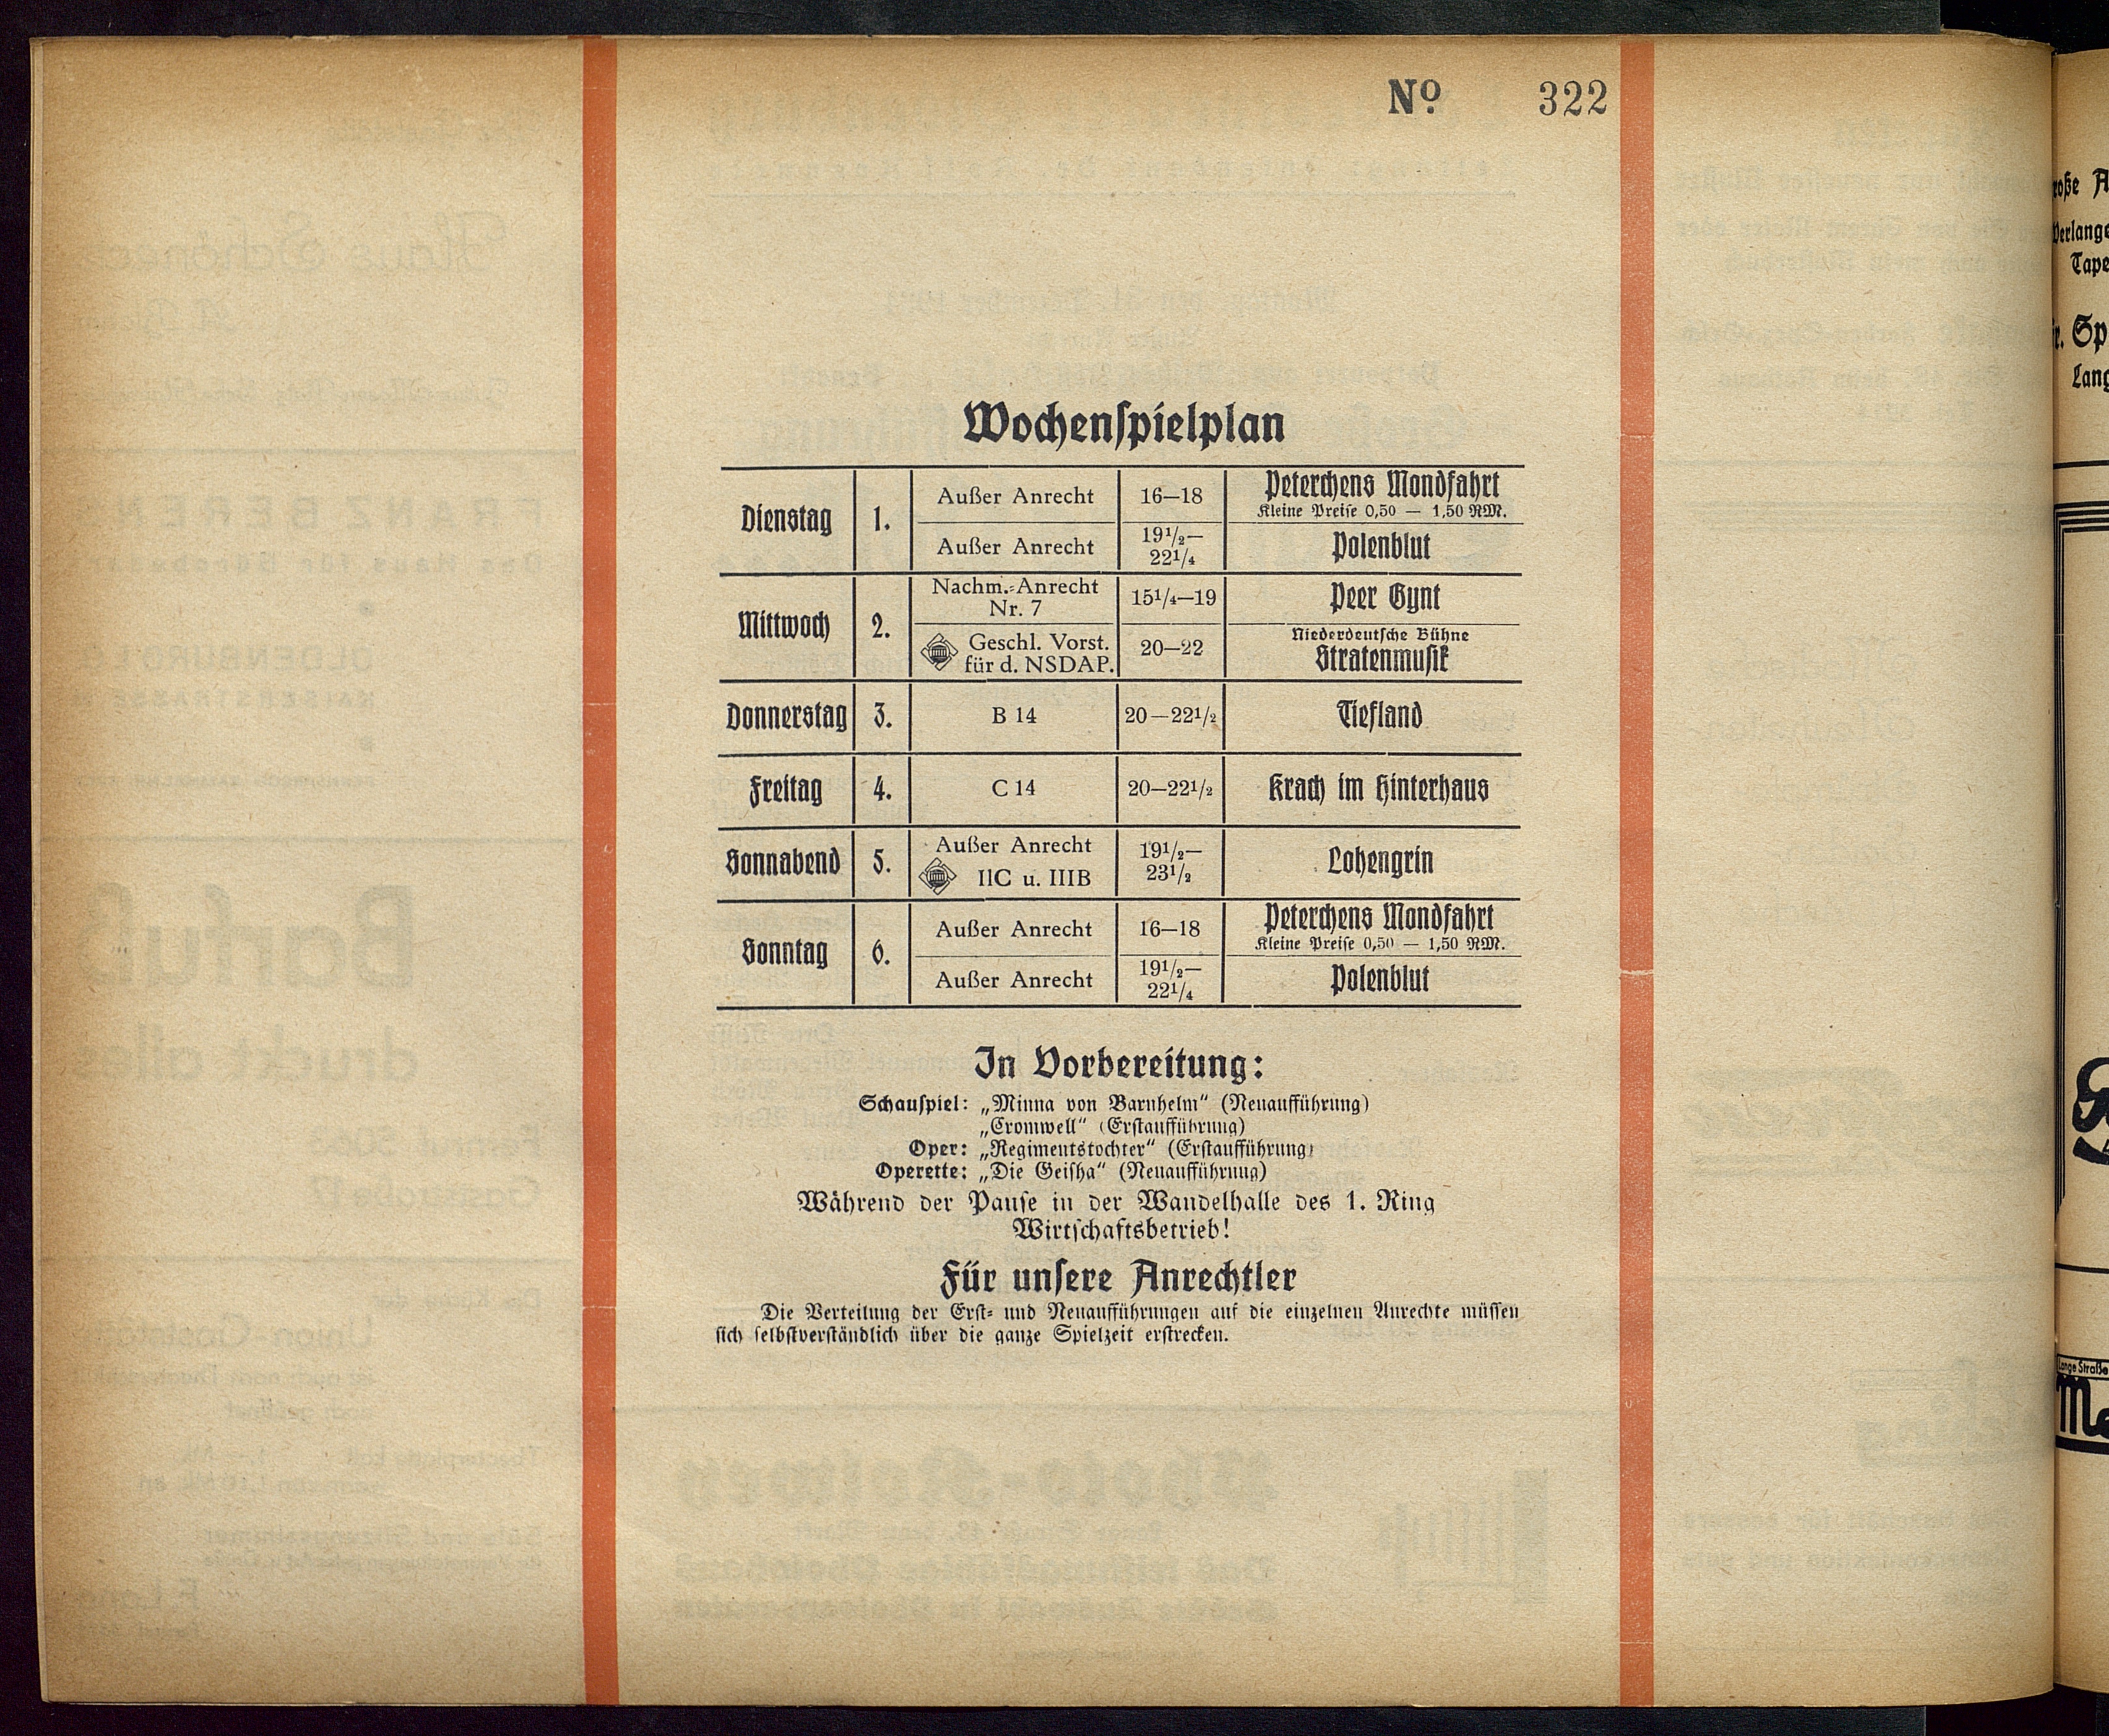 Nº 322
Wochenspielplan
Dienstag 1. Außer Anrecht 16—18 Peterchens Mondfahrt
Kleine Preise 0,50 — 1,50 RM.
Außer Anrecht 19¹/₂—22¹/₄ Polenblut
Mittwoch 2. Nachm.-Anrecht Nr. 7 15¹/₄—19 Peer Gynt
Geschl. Vorst. für d. NSDAP. 20—22 Niederdeutsche Bühne
Stratenmusik
Donnerstag 3. B 14 20—22¹/₂ Tiefland
Freitag 4. C 14 20—22¹/₂ Krach im Hinterhaus
Sonnabend 5. Außer Anrecht IIC u. IIIB 19¹/₂—23¹/₂ Lohengrin
Sonntag 6. Außer Anrecht 16—18 Peterchens Mondfahrt
Kleine Preise 0,50 — 1,50 RM.
Außer Anrecht 19¹/₂—22¹/₄ Polenblut
In Vorbereitung:
Schauspiel: „Minna von Barnhelm“ (Neuaufführung)
„Cromwell“ (Erstaufführung)
Oper: „Regimentstochter“ (Erstaufführung)
Operette: „Die Geisha“ (Neuaufführung)
Während der Pause in der Wandelhalle des 1. Ring
Wirtschaftsbetrieb!
Für unsere Anrechtler
Die Verteilung der Erst- und Neuaufführungen auf die einzelnen Anrechte müssen
sich selbstverständlich über die ganze Spielzeit erstrecken.
Lange Straße